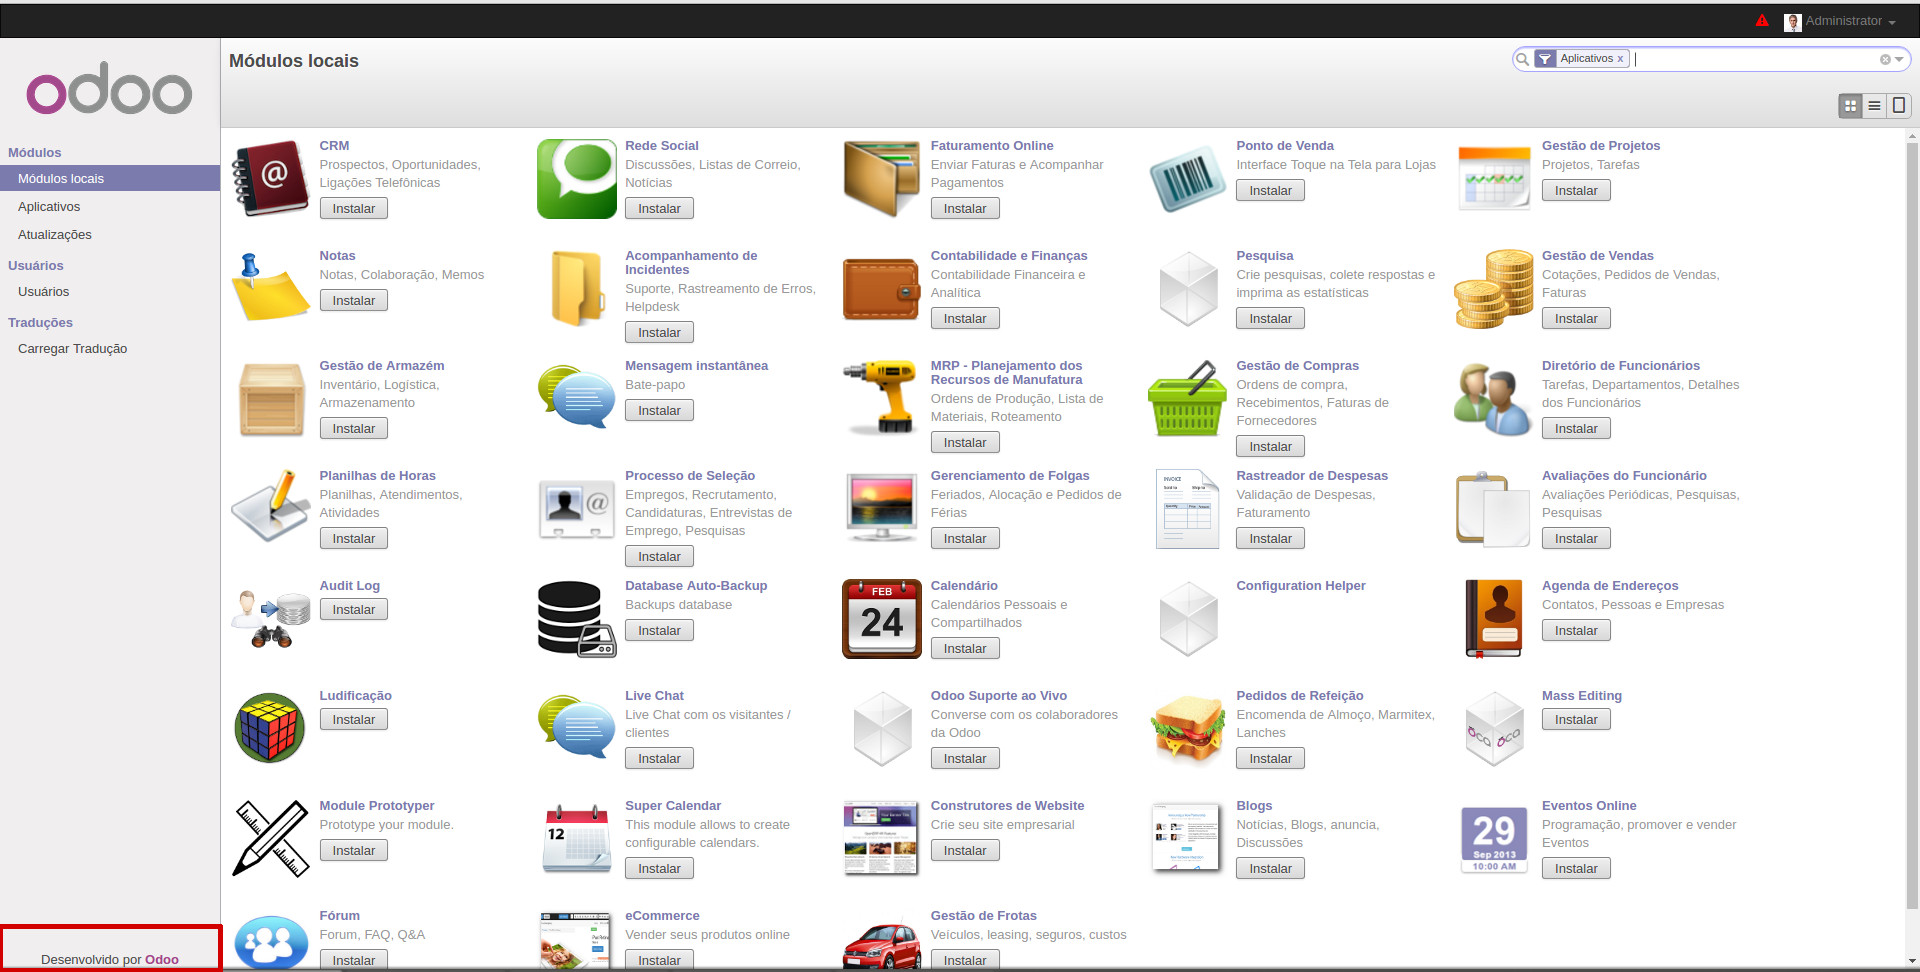 Administrator
odoo
Módulos
Módulos locais
Aplicativos
Atualizações
Usuários
Usuários
Traduções
Carregar Tradução
Desenvolvido por Odoo
Módulos locais
Aplicativos x
CRM
Prospectos, Oportunidades,
Ligações Telefônicas
Instalar
Rede Social
Discussões, Listas de Correio,
Notícias
Instalar
Faturamento Online
Enviar Faturas e Acompanhar
Pagamentos
Instalar
Ponto de Venda
Interface Toque na Tela para Lojas
Instalar
Gestão de Projetos
Projetos, Tarefas
Instalar
Notas
Notas, Colaboração, Memos
Instalar
Acompanhamento de
Incidentes
Suporte, Rastreamento de Erros,
Helpdesk
Instalar
Contabilidade e Finanças
Contabilidade Financeira e
Analítica
Instalar
Pesquisa
Crie pesquisas, colete respostas e
imprima as estatísticas
Instalar
Gestão de Vendas
Cotações, Pedidos de Vendas,
Faturas
Instalar
Gestão de Armazém
Inventário, Logística,
Armazenamento
Instalar
Mensagem instantânea
Bate-papo
Instalar
MRP - Planejamento dos
Recursos de Manufatura
Ordens de Produção, Lista de
Materiais, Roteamento
Instalar
Gestão de Compras
Ordens de compra,
Recebimentos, Faturas de
Fornecedores
Instalar
Diretório de Funcionários
Tarefas, Departamentos, Detalhes
dos Funcionários
Instalar
Planilhas de Horas
Planilhas, Atendimentos,
Atividades
Instalar
Processo de Seleção
Empregos, Recrutamento,
Candidaturas, Entrevistas de
Emprego, Pesquisas
Instalar
Gerenciamento de Folgas
Feriados, Alocação e Pedidos de
Férias
Instalar
INVOICE
Rastreador de Despesas
Validação de Despesas,
Faturamento
Instalar
Avaliações do Funcionário
Avaliações Periódicas, Pesquisas,
Pesquisas
Instalar
Audit Log
Instalar
Database Auto-Backup
Backups database
Instalar
FEB
24
Calendário
Calendários Pessoais e
Compartilhados
Instalar
Configuration Helper
Agenda de Endereços
Contatos, Pessoas e Empresas
Instalar
Ludificação
Instalar
Live Chat
Live Chat com os visitantes /
clientes
Instalar
Odoo Suporte ao Vivo
Converse com os colaboradores
da Odoo
Instalar
Pedidos de Refeição
Encomenda de Almoço, Marmitex,
Lanches
Instalar
oca oca
Mass Editing
Instalar
Module Prototyper
Prototype your module.
Instalar
12
Super Calendar
This module allows to create
configurable calendars.
Instalar
Construtores de Website
Crie seu site empresarial
Instalar
Blogs
Notícias, Blogs, anuncia,
Discussões
Instalar
29
Sep 2013
10:00 AM
Eventos Online
Programação, promover e vender
Eventos
Instalar
Fórum
Forum, FAQ, Q&A
Instalar
eCommerce
Vender seus produtos online
Instalar
Gestão de Frotas
Veículos, leasing, seguros, custos
Instalar